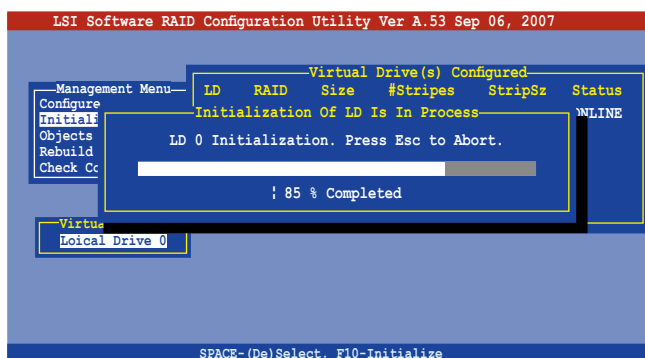 LSI Software RAID Configuration Utility Ver A.53 Sep 06, 2007
Virtual Drive(s) Configured
Management Menu
LD RAID Size #Stripes StripSz Status
Configure
Initialization Of LD Is In Process
Initiali
ONLINE
Objects
LD 0 Initialization. Press Esc to Abort.
Rebuild
Check Co
¦ 85 % Completed
Virtua
Loical Drive 0
SPACE-(De)Select, F10-Initialize